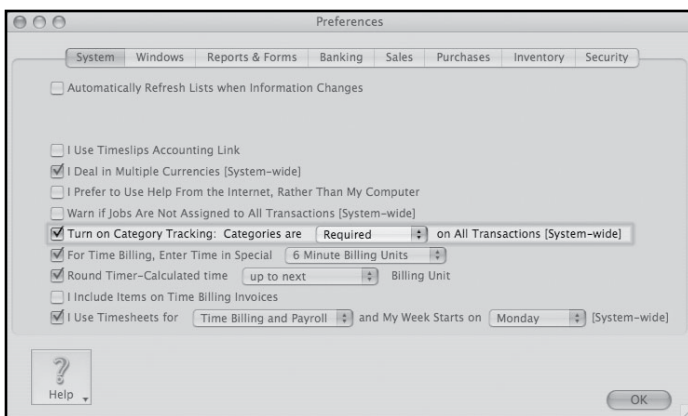 Preferences
System Windows Reports & Forms Banking Sales Purchases Inventory Security
Automatically Refresh Lists when Information Changes
I Use Timeslips Accounting Link
I Deal in Multiple Currencies [System-wide]
I Prefer to Use Help From the Internet, Rather Than My Computer
Warn if Jobs Are Not Assigned to All Transactions [System-wide]
Turn on Category Tracking: Categories are Required on All Transactions [System-wide]
For Time Billing, Enter Time in Special 6 Minute Billing Units
Round Timer-Calculated time up to next Billing Unit
I Include Items on Time Billing Invoices
I Use Timesheets for Time Billing and Payroll and My Week Starts on Monday [System-wide]
?
Help
OK